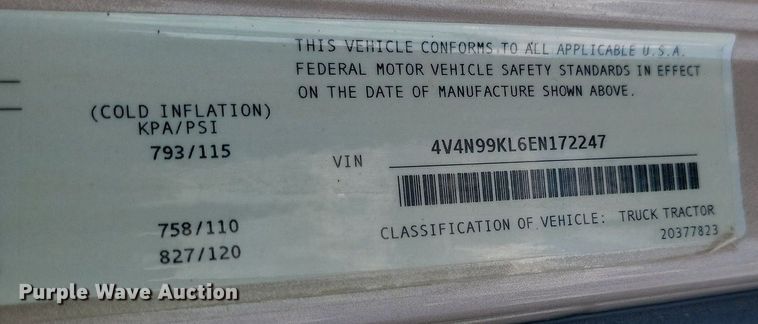 THIS VEHICLE CONFORMS TO ALL APPLICABLE U.S.A.
FEDERAL MOTOR VEHICLE SAFETY STANDARDS IN EFFECT
ON THE DATE OF MANUFACTURE SHOWN ABOVE.
(COLD INFLATION)
KPA/PSI
793/115
VIN 4V4N99KL6EN172247
758/110
827/120
CLASSIFICATION OF VEHICLE: TRUCK TRACTOR
20377823
Purple Wave Auction